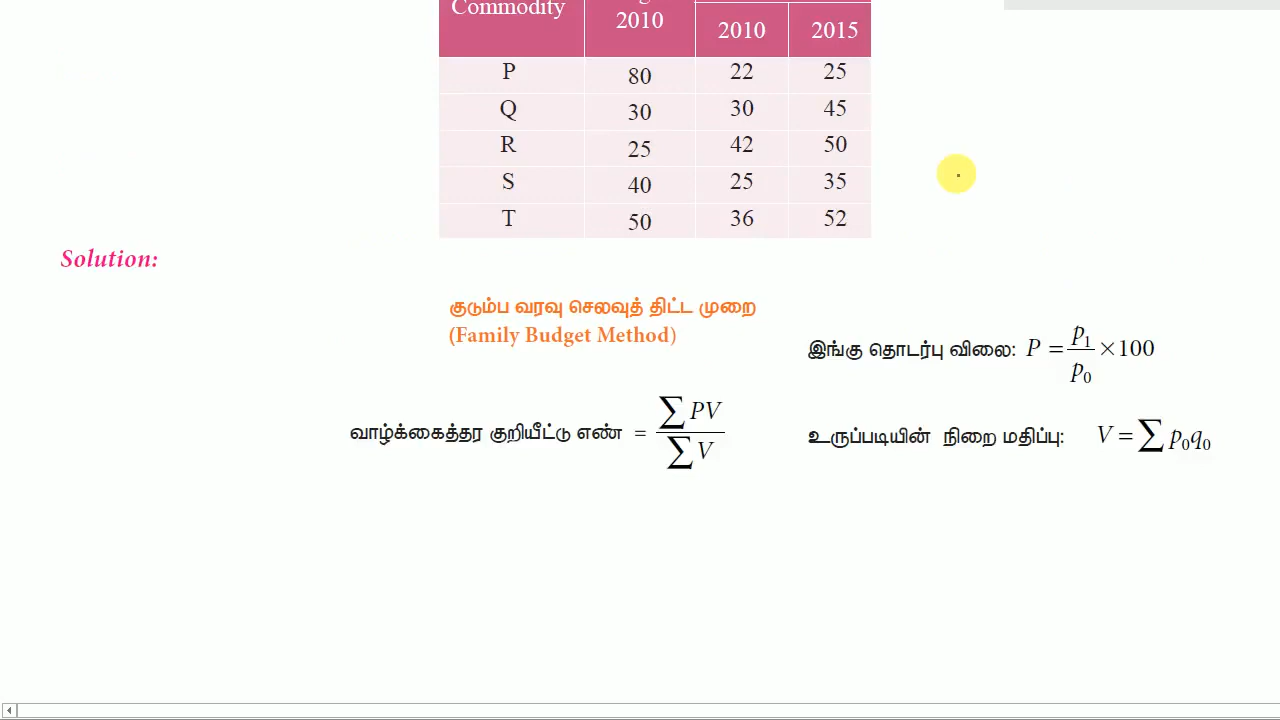 Commodity
2010
2010 2015
P 80 22 25
Q 30 30 45
R 25 42 50
S 40 25 35
T 50 36 52
Solution:
குடும்ப வரவு செலவுத் திட்ட முறை
(Family Budget Method)
இங்கு தொடர்பு விலை: P = p₁/p₀ × 100
வாழ்க்கைத்தர குறியீட்டு எண் = ∑PV / ∑V
உருப்படியின் நிறை மதிப்பு: V = ∑ p₀q₀